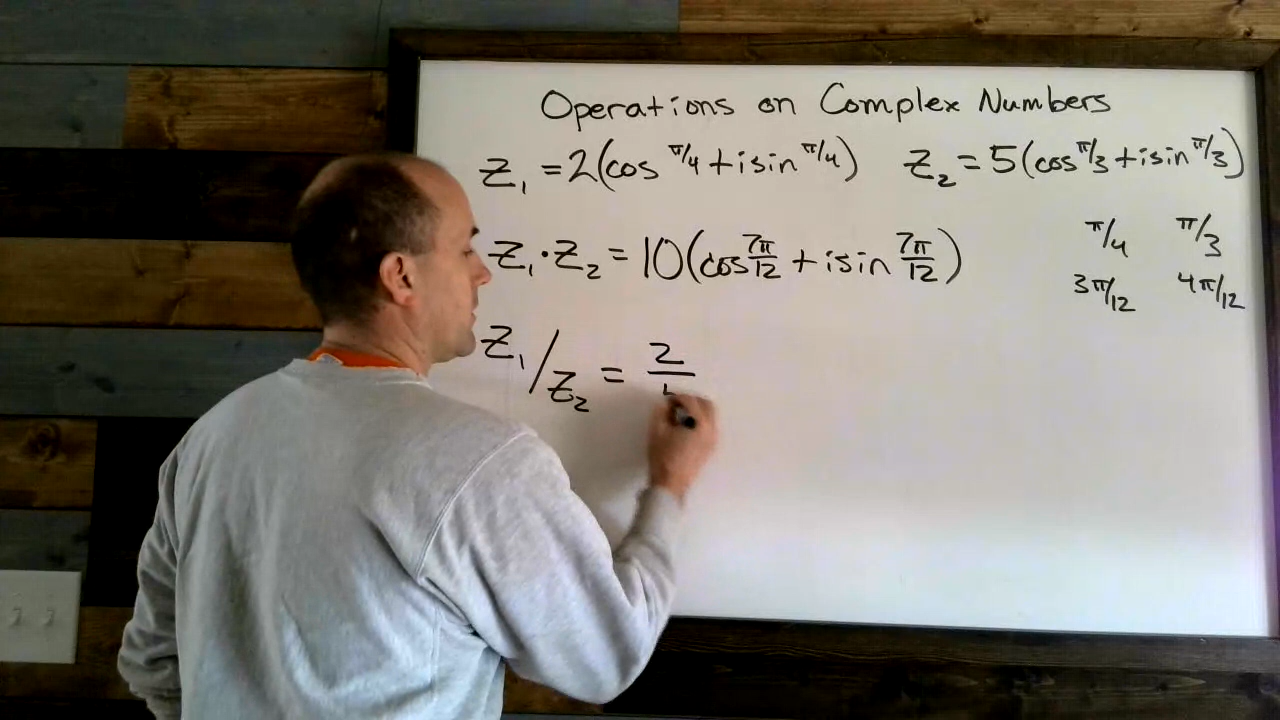 Operations on Complex Numbers
z₁ = 2(cos π/4 + i sin π/4) z₂ = 5(cos π/3 + i sin π/3)
z₁ · z₂ = 10(cos 7π/12 + i sin 7π/12)
π/4 π/3
3π/12 4π/12
z₁/z₂ = 2/